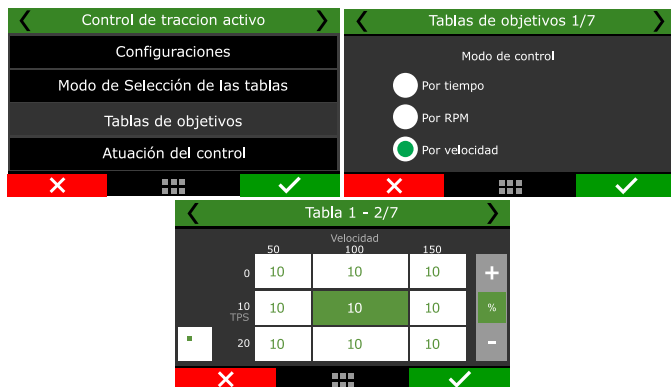 Control de traccion activo
Configuraciones
Modo de Selección de las tablas
Tablas de objetivos
Atuación del control
Tablas de objetivos 1/7
Modo de control
Por tiempo
Por RPM
Por velocidad
Tabla 1 - 2/7
Velocidad
50 100 150
0 10 10 10 +
10 10 10 10 %
TPS
20 10 10 10 -